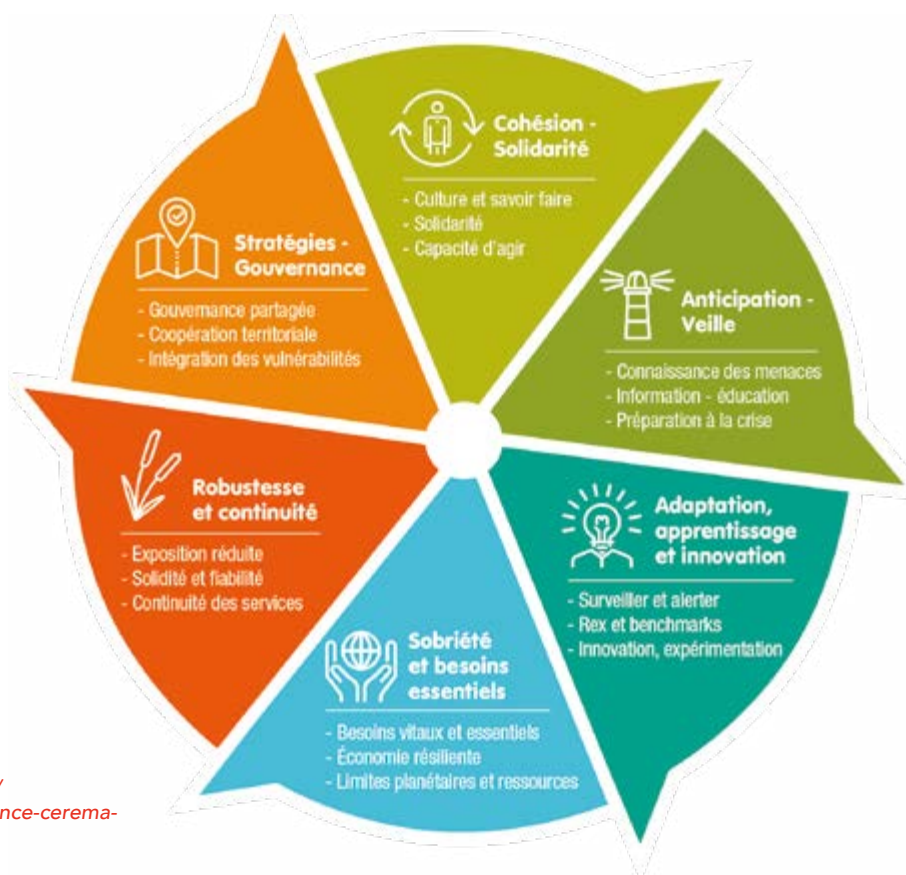 Cohésion -
Solidarité
- Culture et savoir faire
- Solidarité
- Capacité d'agir
Anticipation -
Veille
- Connaissance des menaces
- Information - éducation
- Préparation à la crise
Adaptation,
apprentissage
et innovation
- Surveiller et alerter
- Rex et benchmarks
- Innovation, expérimentation
Sobriété
et besoins
essentiels
- Besoins vitaux et essentiels
- Économie résiliente
- Limites planétaires et ressources
Robustesse
et continuité
- Exposition réduite
- Solidité et fiabilité
- Continuité des services
Stratégies -
Gouvernance
- Gouvernance partagée
- Coopération territoriale
- Intégration des vulnérabilités
/
nce-cerema-